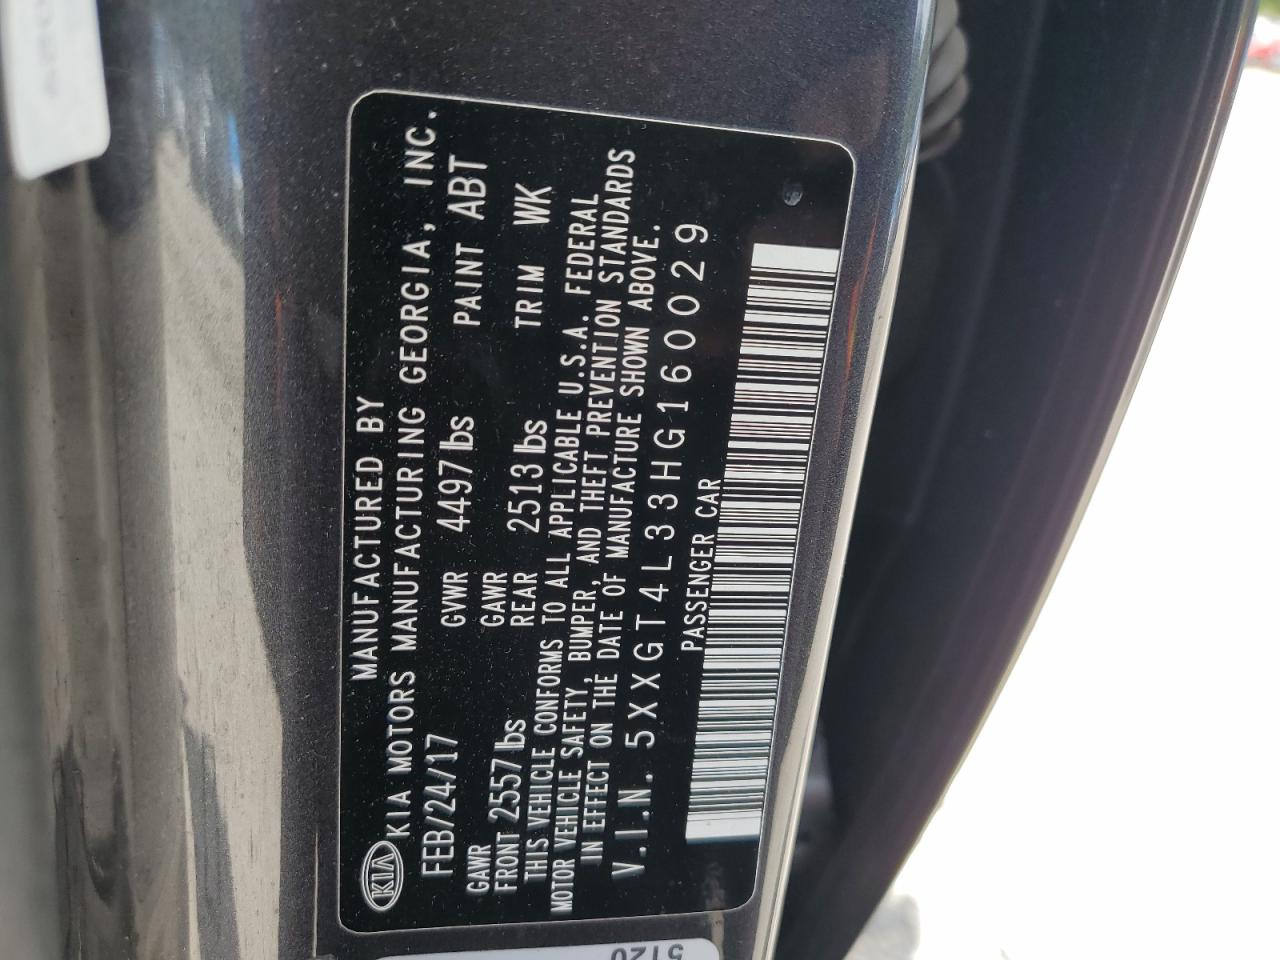 KIA
MANUFACTURED BY
KIA MOTORS MANUFACTURING GEORGIA, INC.
FEB/24/17 GVWR 4497 lbs PAINT ABT
GAWR FRONT 2557 lbs GAWR REAR 2513 lbs TRIM WK
THIS VEHICLE CONFORMS TO ALL APPLICABLE U.S.A. FEDERAL
MOTOR VEHICLE SAFETY, BUMPER, AND THEFT PREVENTION STANDARDS
IN EFFECT ON THE DATE OF MANUFACTURE SHOWN ABOVE.
V.I.N. 5XXGT4L33HG160029
PASSENGER CAR
5120